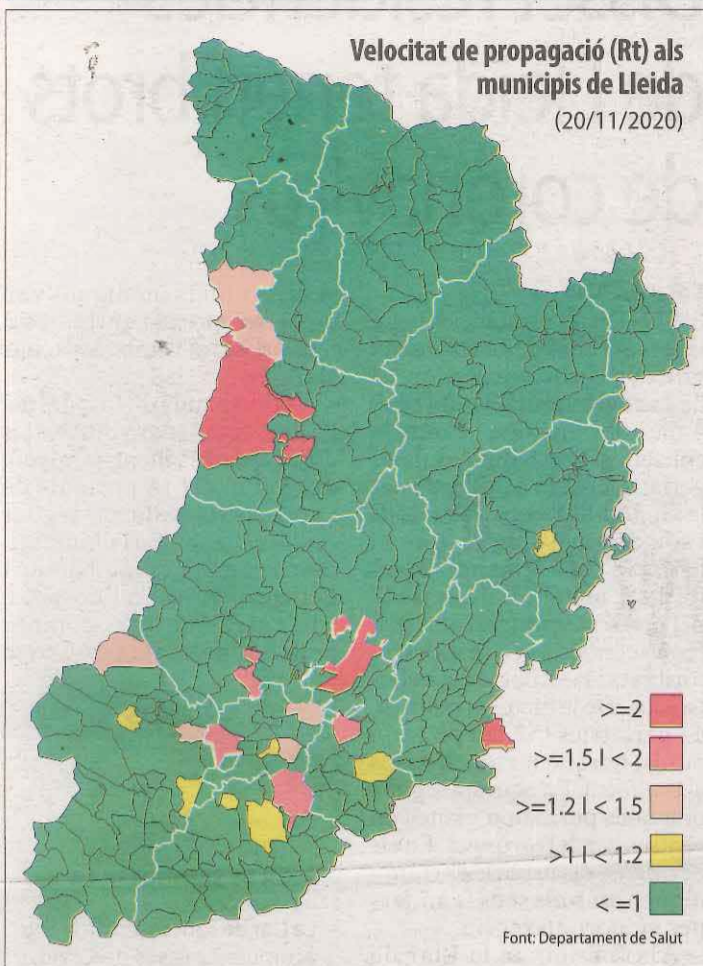 Velocitat de propagació (Rt) als
municipis de Lleida
(20/11/2020)
>=2
>=1.5 I < 2
>=1.2 I < 1.5
>1 I < 1.2
< =1
Font: Departament de Salut